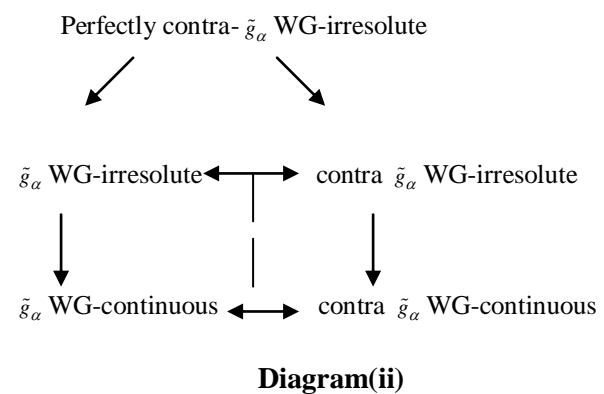 Perfectly contra- g̃α WG-irresolute
g̃α WG-irresolute contra g̃α WG-irresolute
g̃α WG-continuous contra g̃α WG-continuous
Diagram(ii)